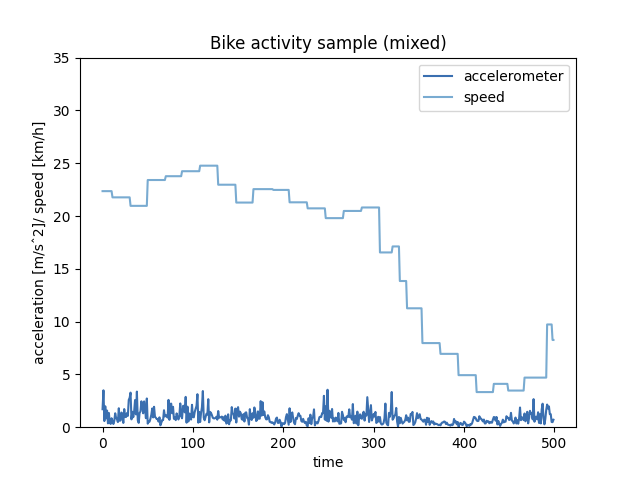 Bike activity sample (mixed)
accelerometer
speed
35
30
25
20
15
10
5
0
acceleration [m/sˆ2]/ speed [km/h]
0 100 200 300 400 500
time